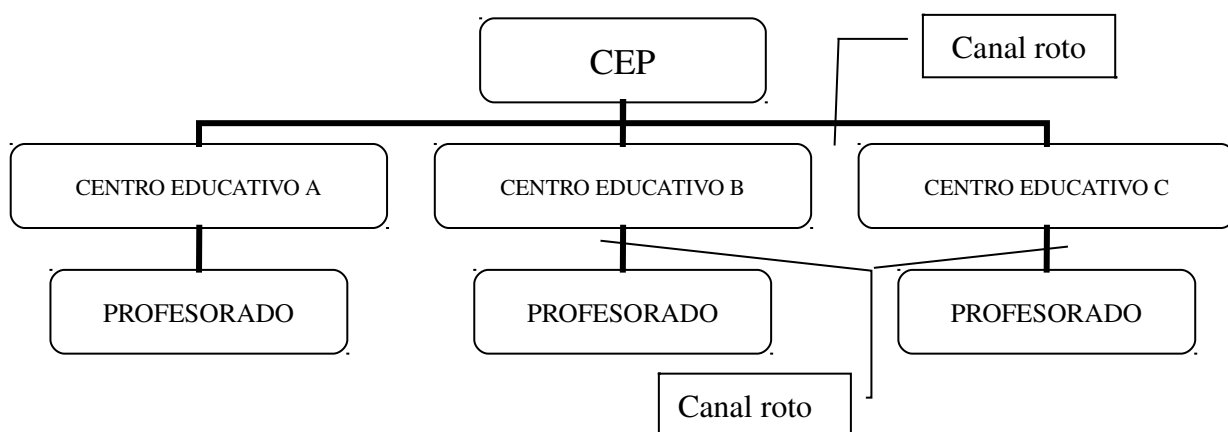 CEP
Canal roto
CENTRO EDUCATIVO A
CENTRO EDUCATIVO B
CENTRO EDUCATIVO C
PROFESORADO
PROFESORADO
PROFESORADO
Canal roto